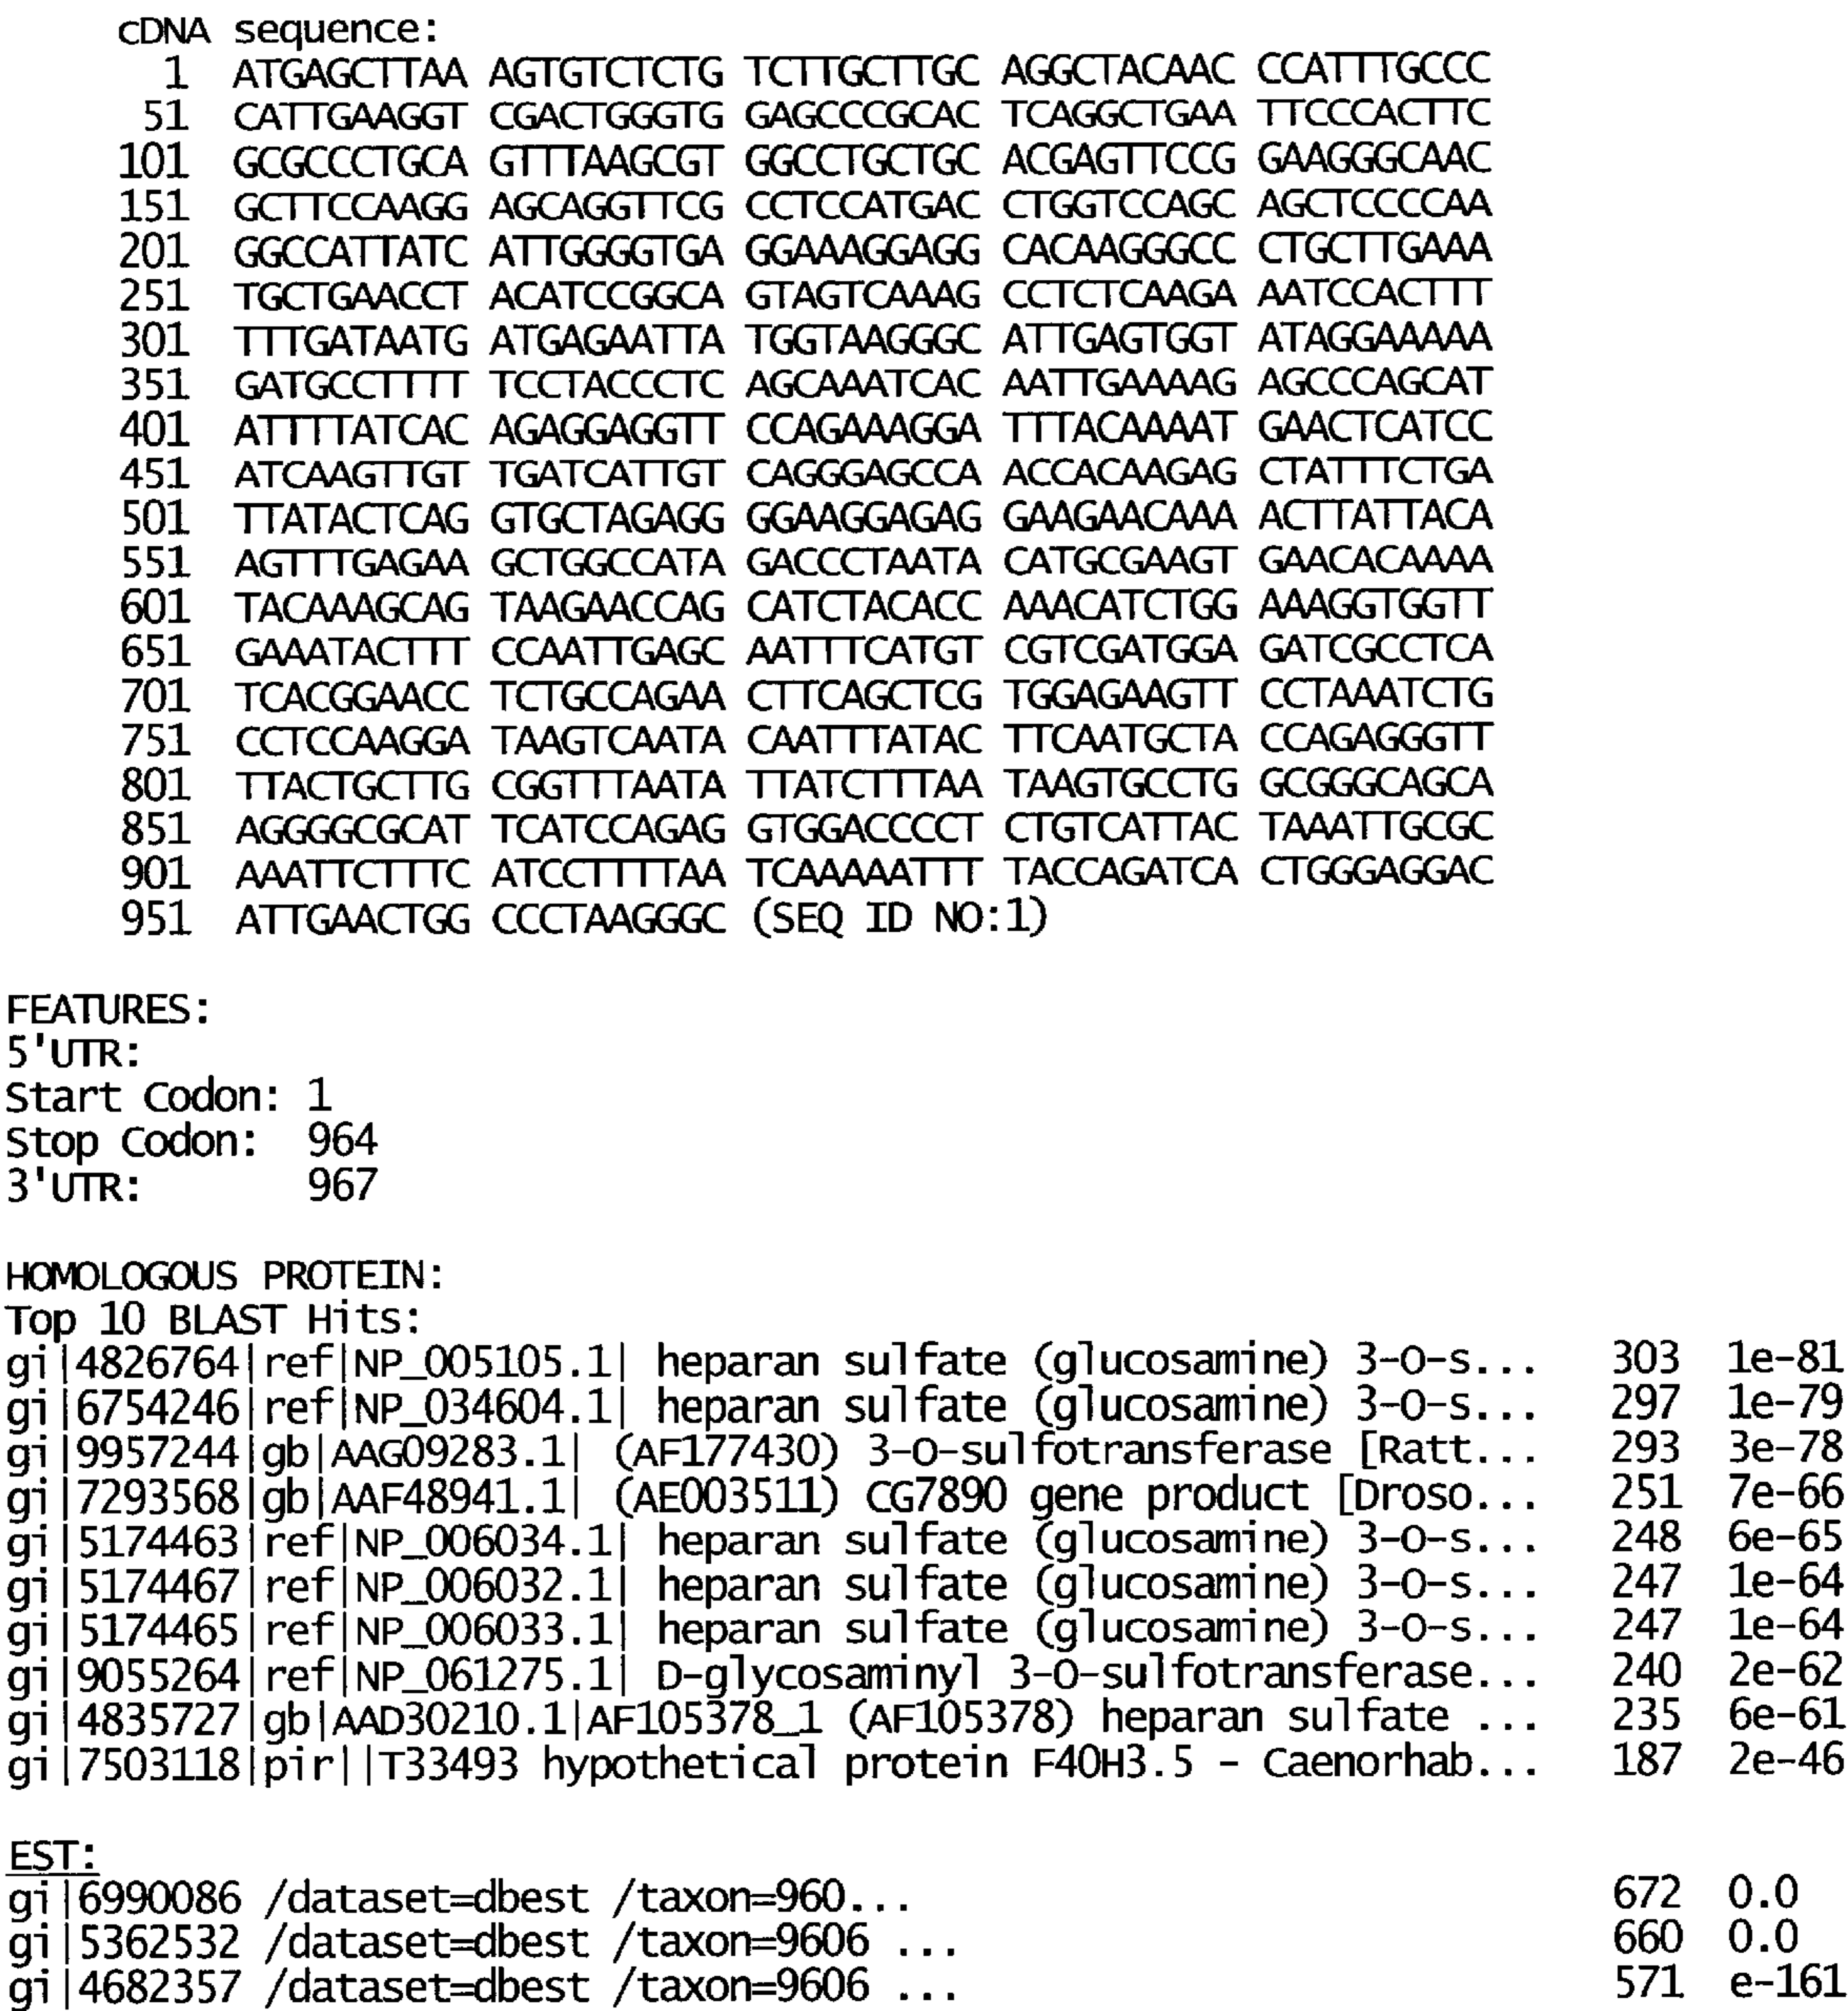 cDNA sequence:
1 ATGAGCTTAA AGTGTCTCTG TCTTGCTTGC AGGCTACAAC CCATTTGCCC
51 CATTGAAGGT CGACTGGGTG GAGCCCGCAC TCAGGCTGAA TTCCCACTTC
101 GCGCCCTGCA GTTTAAGCGT GGCCTGCTGC ACGAGTTCCG GAAGGGCAAC
151 GCTTCCAAGG AGCAGGTTCG CCTCCATGAC CTGGTCCAGC AGCTCCCCAA
201 GGCCATTATC ATTGGGGTGA GGAAAGGAGG CACAAGGGCC CTGCTTGAAA
251 TGCTGAACCT ACATCCGGCA GTAGTCAAAG CCTCTCAAGA AATCCACTTT
301 TTTGATAATG ATGAGAATTA TGGTAAGGGC ATTGAGTGGT ATAGGAAAAA
351 GATGCCTTTT TCCTACCCTC AGCAAATCAC AATTGAAAAG AGCCCAGCAT
401 ATTTTATCAC AGAGGAGGTT CCAGAAAGGA TTTACAAAAT GAACTCATCC
451 ATCAAGTTGT TGATCATTGT CAGGGAGCCA ACCACAAGAG CTATTTCTGA
501 TTATACTCAG GTGCTAGAGG GGAAGGAGAG GAAGAACAAA ACTTATTACA
551 AGTTTGAGAA GCTGGCCATA GACCCTAATA CATGCGAAGT GAACACAAAA
601 TACAAAGCAG TAAGAACCAG CATCTACACC AAACATCTGG AAAGGTGGTT
651 GAAATACTTT CCAATTGAGC AATTTCATGT CGTCGATGGA GATCGCCTCA
701 TCACGGAACC TCTGCCAGAA CTTCAGCTCG TGGAGAAGTT CCTAAATCTG
751 CCTCCAAGGA TAAGTCAATA CAATTTATAC TTCAATGCTA CCAGAGGGTT
801 TTACTGCTTG CGGTTTAATA TTATCTTTAA TAAGTGCCTG GCGGGCAGCA
851 AGGGGCGCAT TCATCCAGAG GTGGACCCCT CTGTCATTAC TAAATTGCGC
901 AAATTCTTTC ATCCTTTTAA TCAAAAATTT TACCAGATCA CTGGGAGGAC
951 ATTGAACTGG CCCTAAGGGC (SEQ ID NO:1)
FEATURES:
5'UTR:
Start Codon: 1
Stop Codon: 964
3'UTR: 967
HOMOLOGOUS PROTEIN:
Top 10 BLAST Hits:
gi|4826764|ref|NP_005105.1| heparan sulfate (glucosamine) 3-O-s... 303 1e-81
gi|6754246|ref|NP_034604.1| heparan sulfate (glucosamine) 3-O-s... 297 1e-79
gi|9957244|gb|AAG09283.1| (AF177430) 3-O-sulfotransferase [Ratt... 293 3e-78
gi|7293568|gb|AAF48941.1| (AE003511) CG7890 gene product [Droso... 251 7e-66
gi|5174463|ref|NP_006034.1| heparan sulfate (glucosamine) 3-O-s... 248 6e-65
gi|5174467|ref|NP_006032.1| heparan sulfate (glucosamine) 3-O-s... 247 1e-64
gi|5174465|ref|NP_006033.1| heparan sulfate (glucosamine) 3-O-s... 247 1e-64
gi|9055264|ref|NP_061275.1| D-glycosaminyl 3-O-sulfotransferase... 240 2e-62
gi|4835727|gb|AAD30210.1|AF105378_1 (AF105378) heparan sulfate ... 235 6e-61
gi|7503118|pir||T33493 hypothetical protein F40H3.5 - Caenorhab... 187 2e-46
EST:
gi|6990086 /dataset=dbest /taxon=960... 672 0.0
gi|5362532 /dataset=dbest /taxon=9606 ... 660 0.0
gi|4682357 /dataset=dbest /taxon=9606 ... 571 e-161